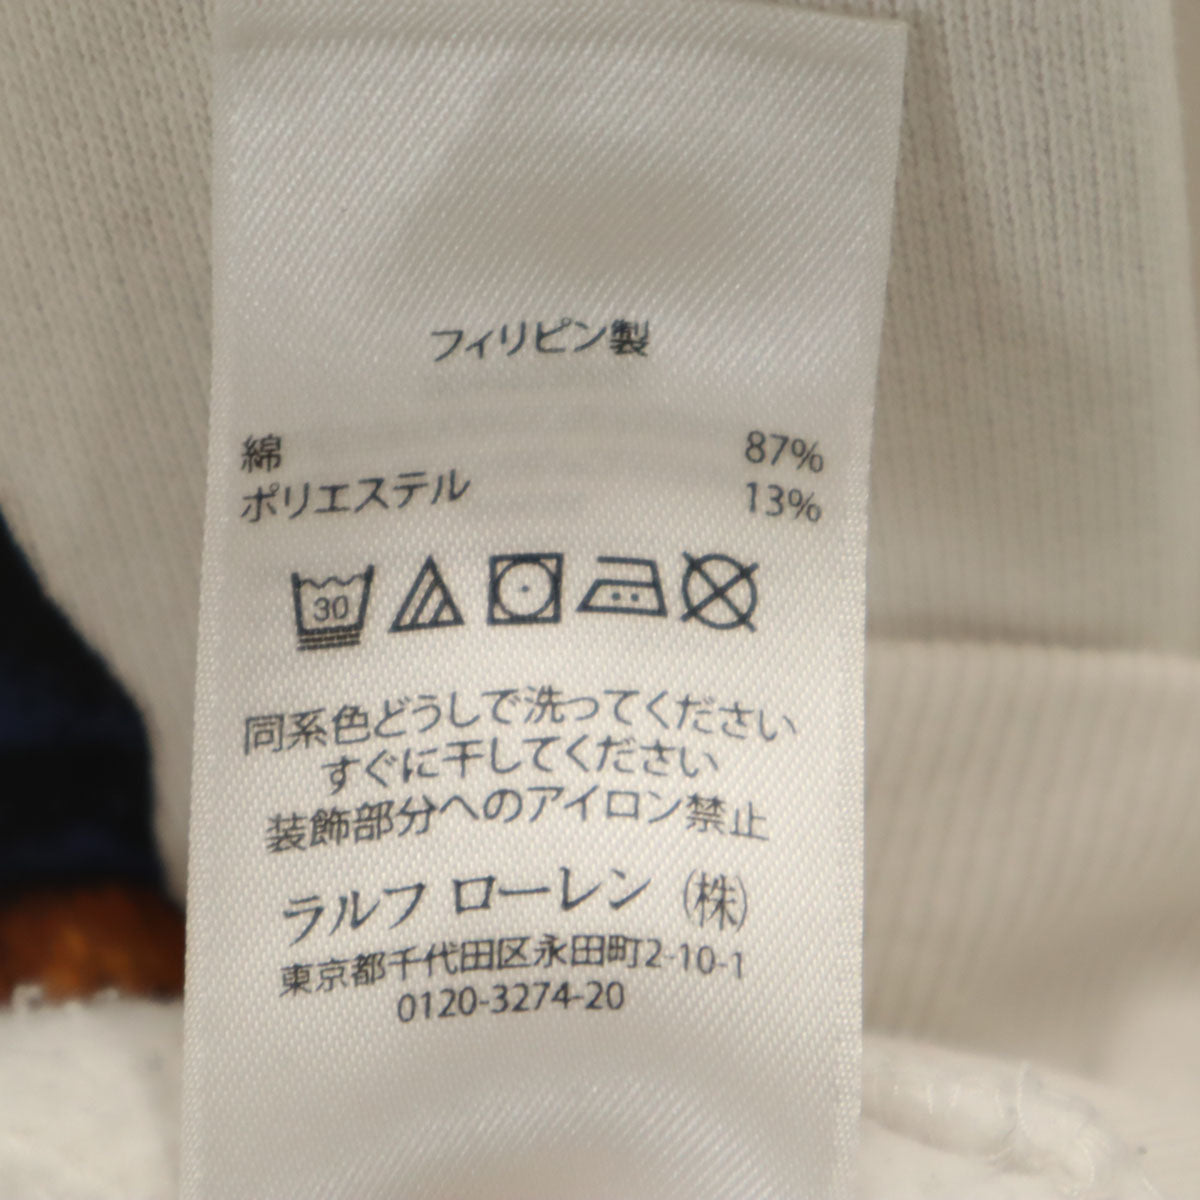 フィリピン製
綿 87%
ポリエステル 13%
30
同系色どうしで洗ってください
すぐに干してください
装飾部分へのアイロン禁止
ラルフ ローレン (株)
東京都千代田区永田町2-10-1
0120-3274-20